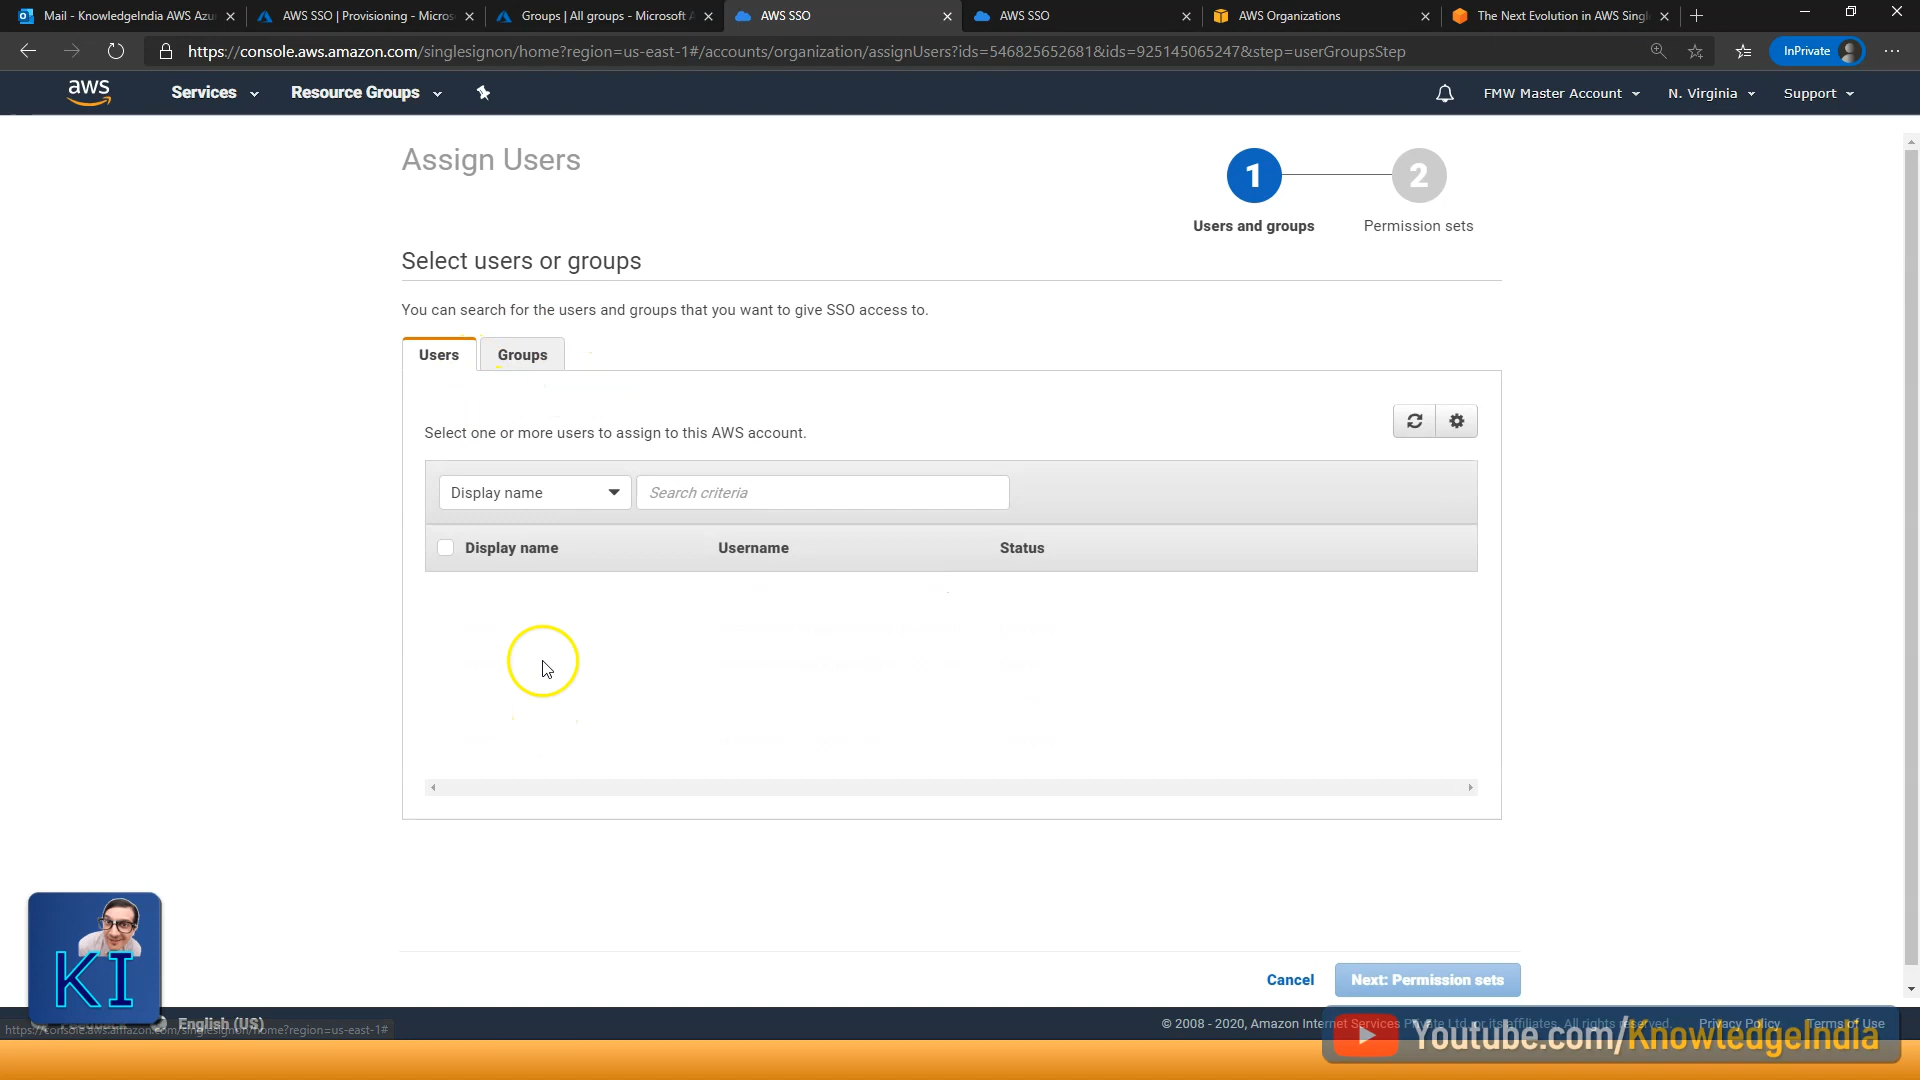 Mail - KnowledgeIndia AWS Azu
AWS SSO | Provisioning - Micros
Groups | All groups - Microsoft A
AWS SSO
AWS SSO
AWS Organizations
The Next Evolution in AWS Singl
https://console.aws.amazon.com/singlesignon/home?region=us-east-1#/accounts/organization/assignUsers?ids=546825652681&ids=925145065247&step=userGroupsStep
InPrivate
aws
Services
Resource Groups
FMW Master Account
N. Virginia
Support
Assign Users
1
2
Users and groups
Permission sets
Select users or groups
You can search for the users and groups that you want to give SSO access to.
Users
Groups
Select one or more users to assign to this AWS account.
Display name
Search criteria
Display name
Username
Status
Cancel
Next: Permission sets
KI
English (US)
https://console.aws.amazon.com/singlesignon/home?region=us-east-1#
© 2008 - 2020, Amazon Internet Services Private Ltd. or its affiliates. All rights reserved.
Privacy Policy
Terms of Use
Youtube.com/KnowledgeIndia